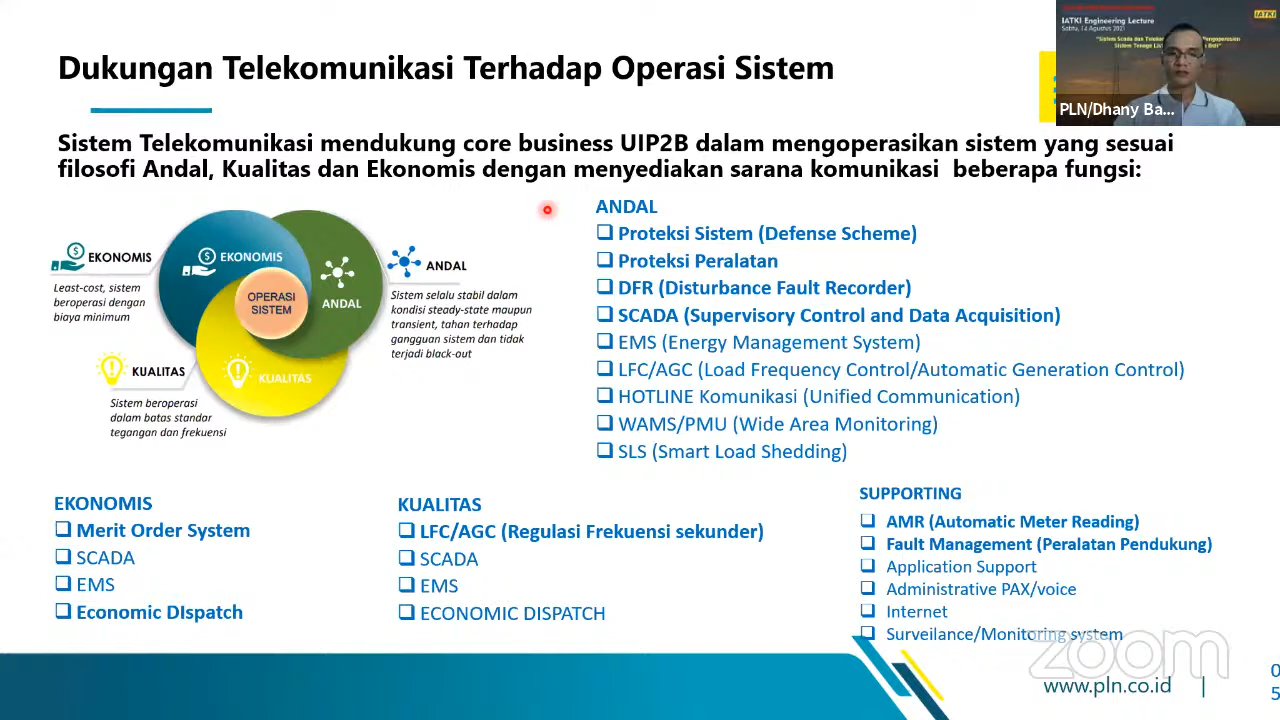 Dukungan Telekomunikasi Terhadap Operasi Sistem
IATKI Engineering Lecture
Sabtu, 14 Agustus 2021
IATKI
PLN/Dhany Ba...
Sistem Telekomunikasi mendukung core business UIP2B dalam mengoperasikan sistem yang sesuai
filosofi Andal, Kualitas dan Ekonomis dengan menyediakan sarana komunikasi beberapa fungsi:
EKONOMIS
Least-cost, sistem
beroperasi dengan
biaya minimum
EKONOMIS
OPERASI
SISTEM
ANDAL
KUALITAS
ANDAL
Sistem selalu stabil dalam
kondisi steady-state maupun
transient, tahan terhadap
gangguan sistem dan tidak
terjadi black-out
KUALITAS
Sistem beroperasi
dalam batas standar
tegangan dan frekuensi
ANDAL
Proteksi Sistem (Defense Scheme)
Proteksi Peralatan
DFR (Disturbance Fault Recorder)
SCADA (Supervisory Control and Data Acquisition)
EMS (Energy Management System)
LFC/AGC (Load Frequency Control/Automatic Generation Control)
HOTLINE Komunikasi (Unified Communication)
WAMS/PMU (Wide Area Monitoring)
SLS (Smart Load Shedding)
EKONOMIS
Merit Order System
SCADA
EMS
Economic DIspatch
KUALITAS
LFC/AGC (Regulasi Frekuensi sekunder)
SCADA
EMS
ECONOMIC DISPATCH
SUPPORTING
AMR (Automatic Meter Reading)
Fault Management (Peralatan Pendukung)
Application Support
Administrative PAX/voice
Internet
Surveilance/Monitoring system
zoom
www.pln.co.id |
0
5